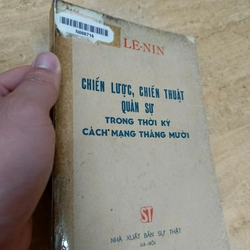 LÊ-NIN
CHIẾN LƯỢC, CHIẾN THUẬT
QUÂN SỰ
TRONG THỜI KỲ
CÁCH MẠNG THÁNG MƯỜI
NHÀ XUẤT BẢN SỰ THẬT
HÀ-NỘI